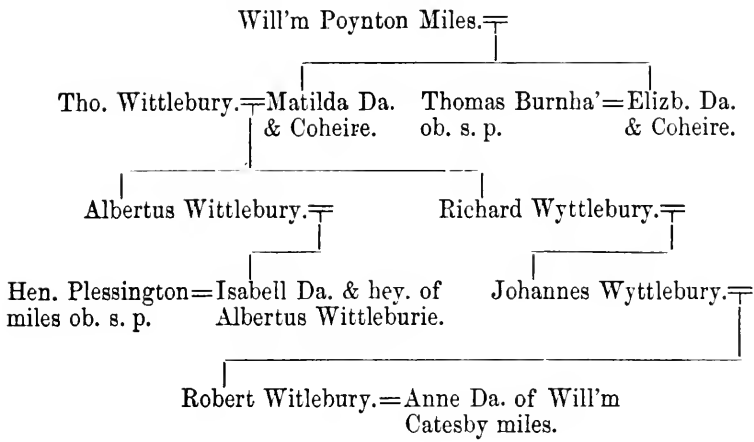 Will'm Poynton Miles.
Tho. Wittlebury.=Matilda Da. & Coheire.
Thomas Burnha'=Elizb. Da. & Coheire.
ob. s. p.
Albertus Wittlebury.
Richard Wyttlebury.
Hen. Plessington=Isabell Da. & hey. of
miles ob. s. p. Albertus Wittleburie.
Johannes Wyttlebury.
Robert Witlebury.=Anne Da. of Will'm
Catesby miles.